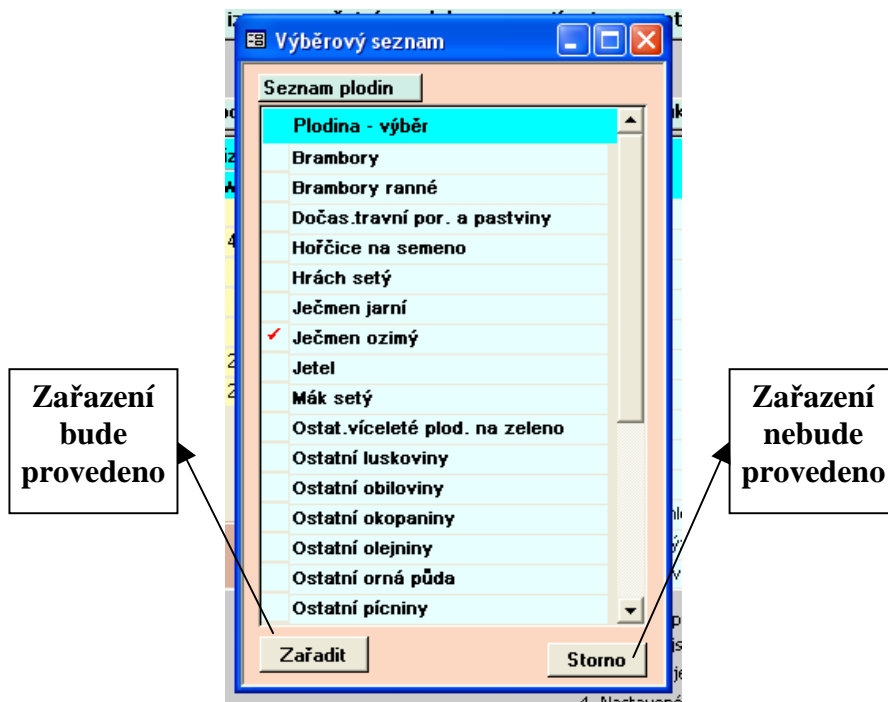 Výběrový seznam
Seznam plodin
Plodina - výběr
Brambory
Brambory ranné
Dočas.travní por. a pastviny
Hořčice na semeno
Hrách setý
Ječmen jarní
Ječmen ozimý
Jetel
Mák setý
Ostat.víceleté plod. na zeleno
Ostatní luskoviny
Ostatní obiloviny
Ostatní okopaniny
Ostatní olejniny
Ostatní orná půda
Ostatní pícniny
Zařadit
Storno
Zařazení
bude
provedeno
Zařazení
nebude
provedeno